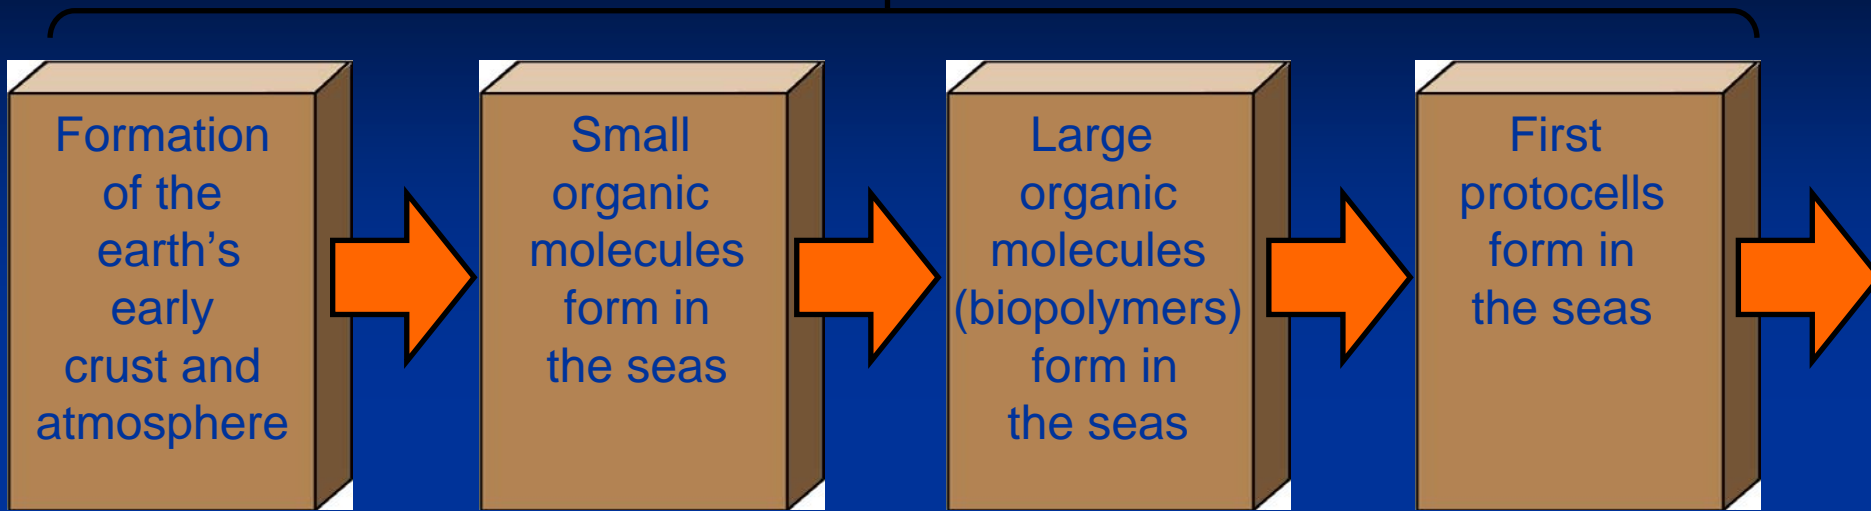 Formation
of the
earth’s
early
crust and
atmosphere
Small
organic
molecules
form in
the seas
Large
organic
molecules
(biopolymers)
form in
the seas
First
protocells
form in
the seas